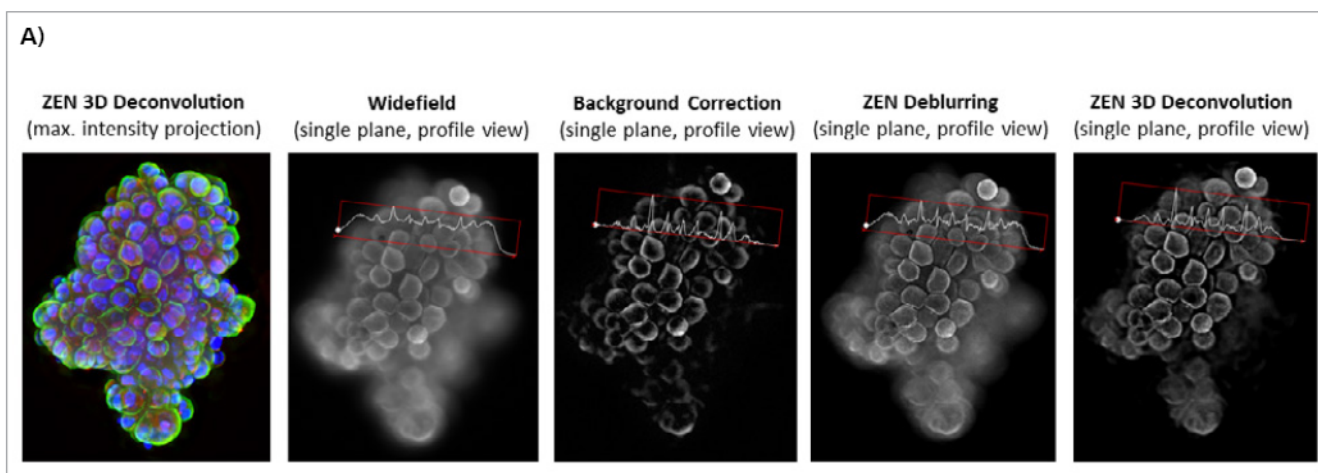 A)
ZEN 3D Deconvolution
(max. intensity projection)
Widefield
(single plane, profile view)
Background Correction
(single plane, profile view)
ZEN Deblurring
(single plane, profile view)
ZEN 3D Deconvolution
(single plane, profile view)